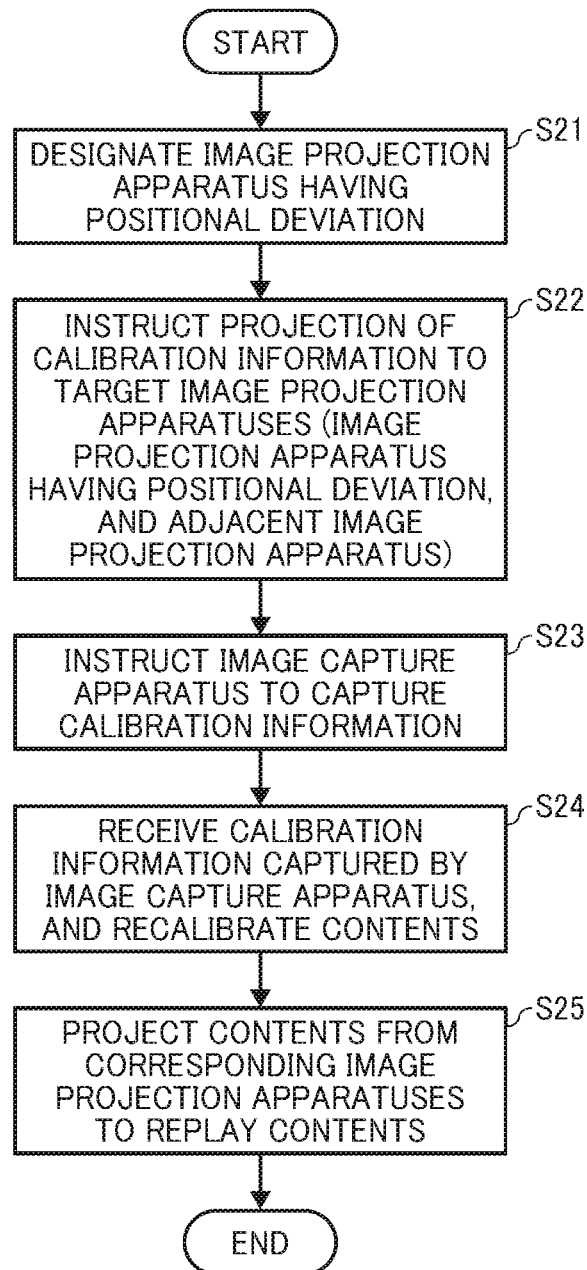 START
S21
DESIGNATE IMAGE PROJECTION
APPARATUS HAVING
POSITIONAL DEVIATION
S22
INSTRUCT PROJECTION OF
CALIBRATION INFORMATION TO
TARGET IMAGE PROJECTION
APPARATUSES (IMAGE
PROJECTION APPARATUS
HAVING POSITIONAL DEVIATION,
AND ADJACENT IMAGE
PROJECTION APPARATUS)
S23
INSTRUCT IMAGE CAPTURE
APPARATUS TO CAPTURE
CALIBRATION INFORMATION
S24
RECEIVE CALIBRATION
INFORMATION CAPTURED BY
IMAGE CAPTURE APPARATUS,
AND RECALIBRATE CONTENTS
S25
PROJECT CONTENTS FROM
CORRESPONDING IMAGE
PROJECTION APPARATUSES
TO REPLAY CONTENTS
END